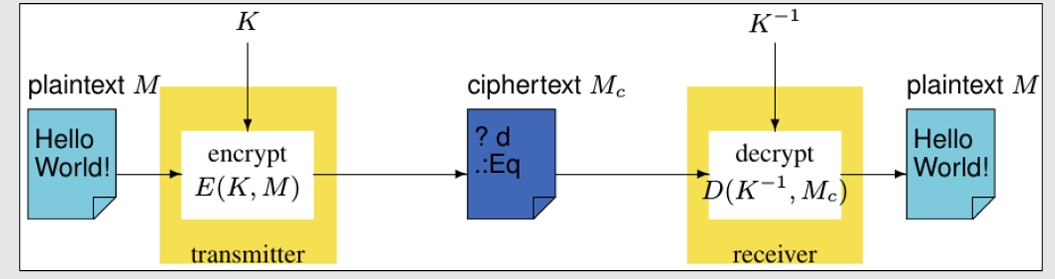 K
K⁻¹
plaintext M
ciphertext M_c
plaintext M
Hello
World!
encrypt
E(K, M)
? d
.:Eq
decrypt
D(K⁻¹, M_c)
Hello
World!
transmitter
receiver